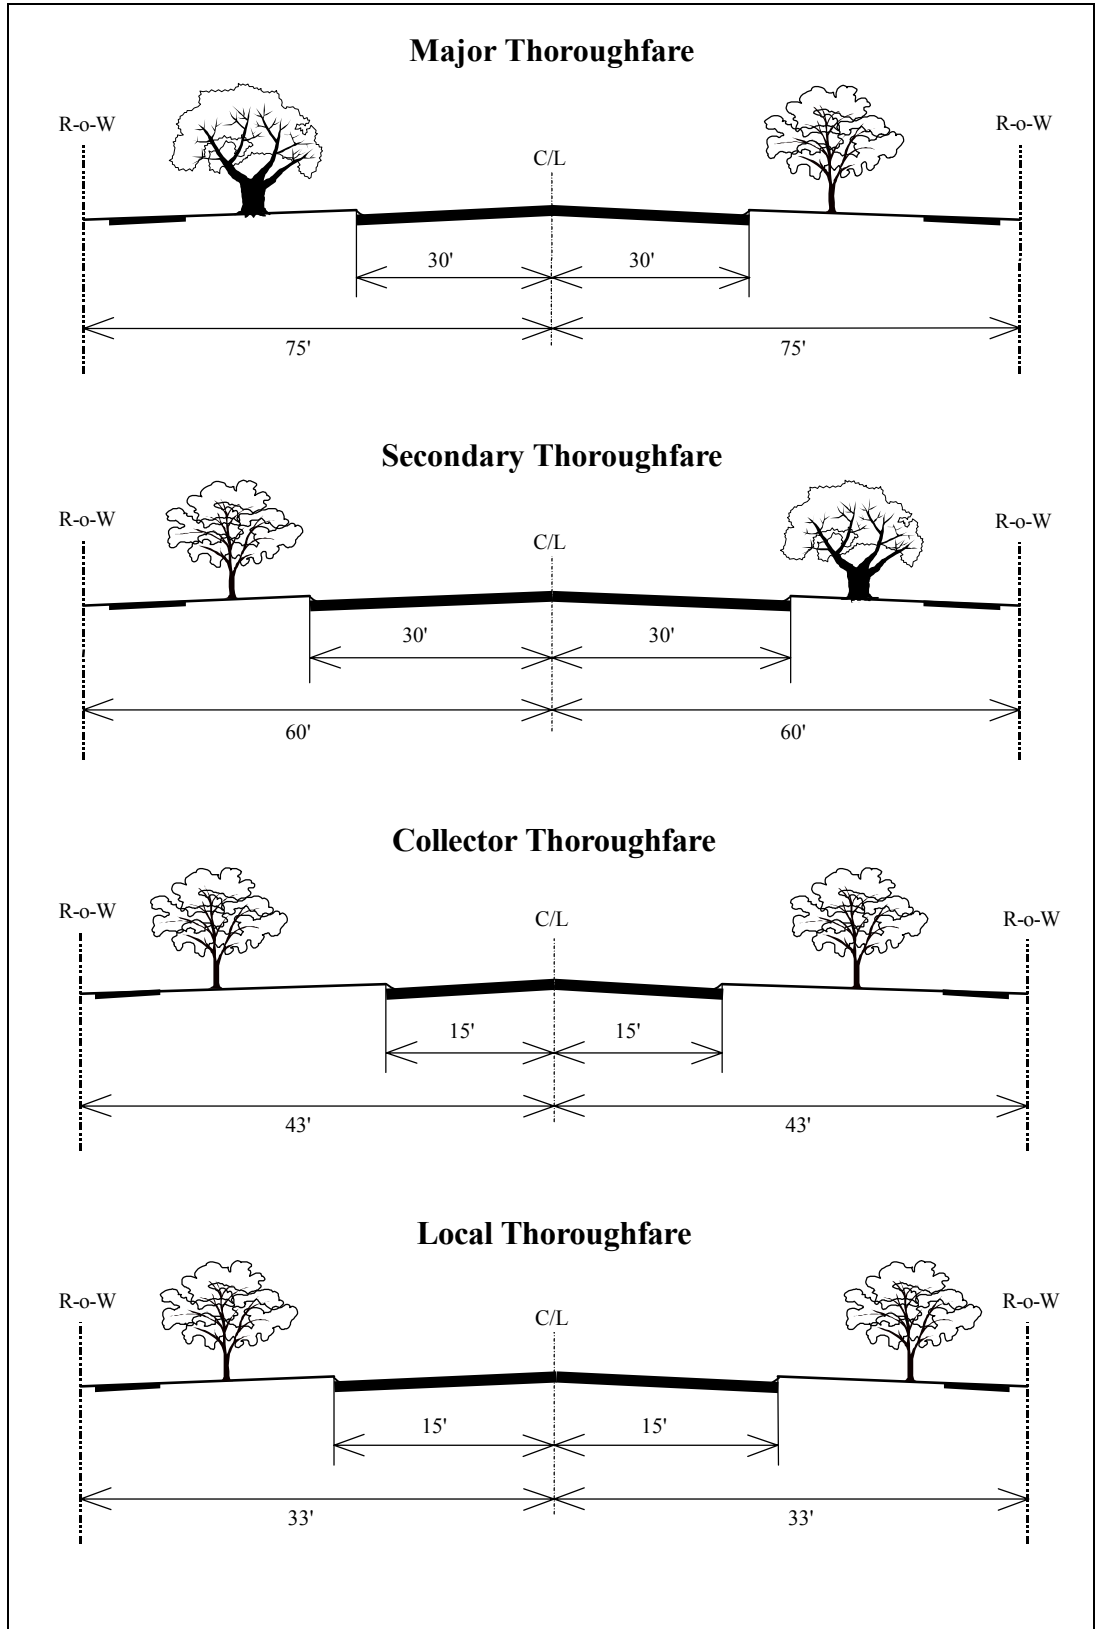 Major Thoroughfare
R-o-W
R-o-W
C/L
30'
30'
75'
75'
Secondary Thoroughfare
R-o-W
R-o-W
C/L
30'
30'
60'
60'
Collector Thoroughfare
R-o-W
C/L
R-o-W
15'
15'
43'
43'
Local Thoroughfare
R-o-W
R-o-W
C/L
15'
15'
33'
33'